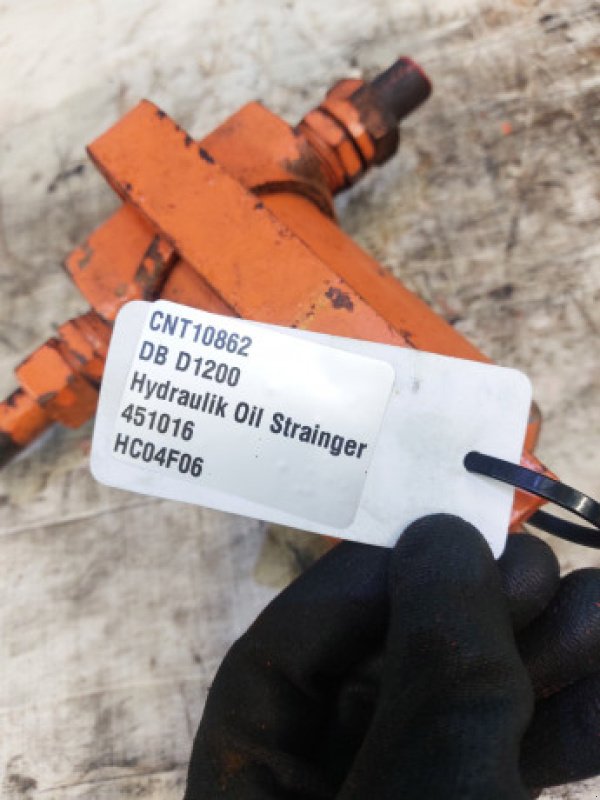 CNT10862
DB D1200
Hydraulik Oil Strainger
451016
HC04F06